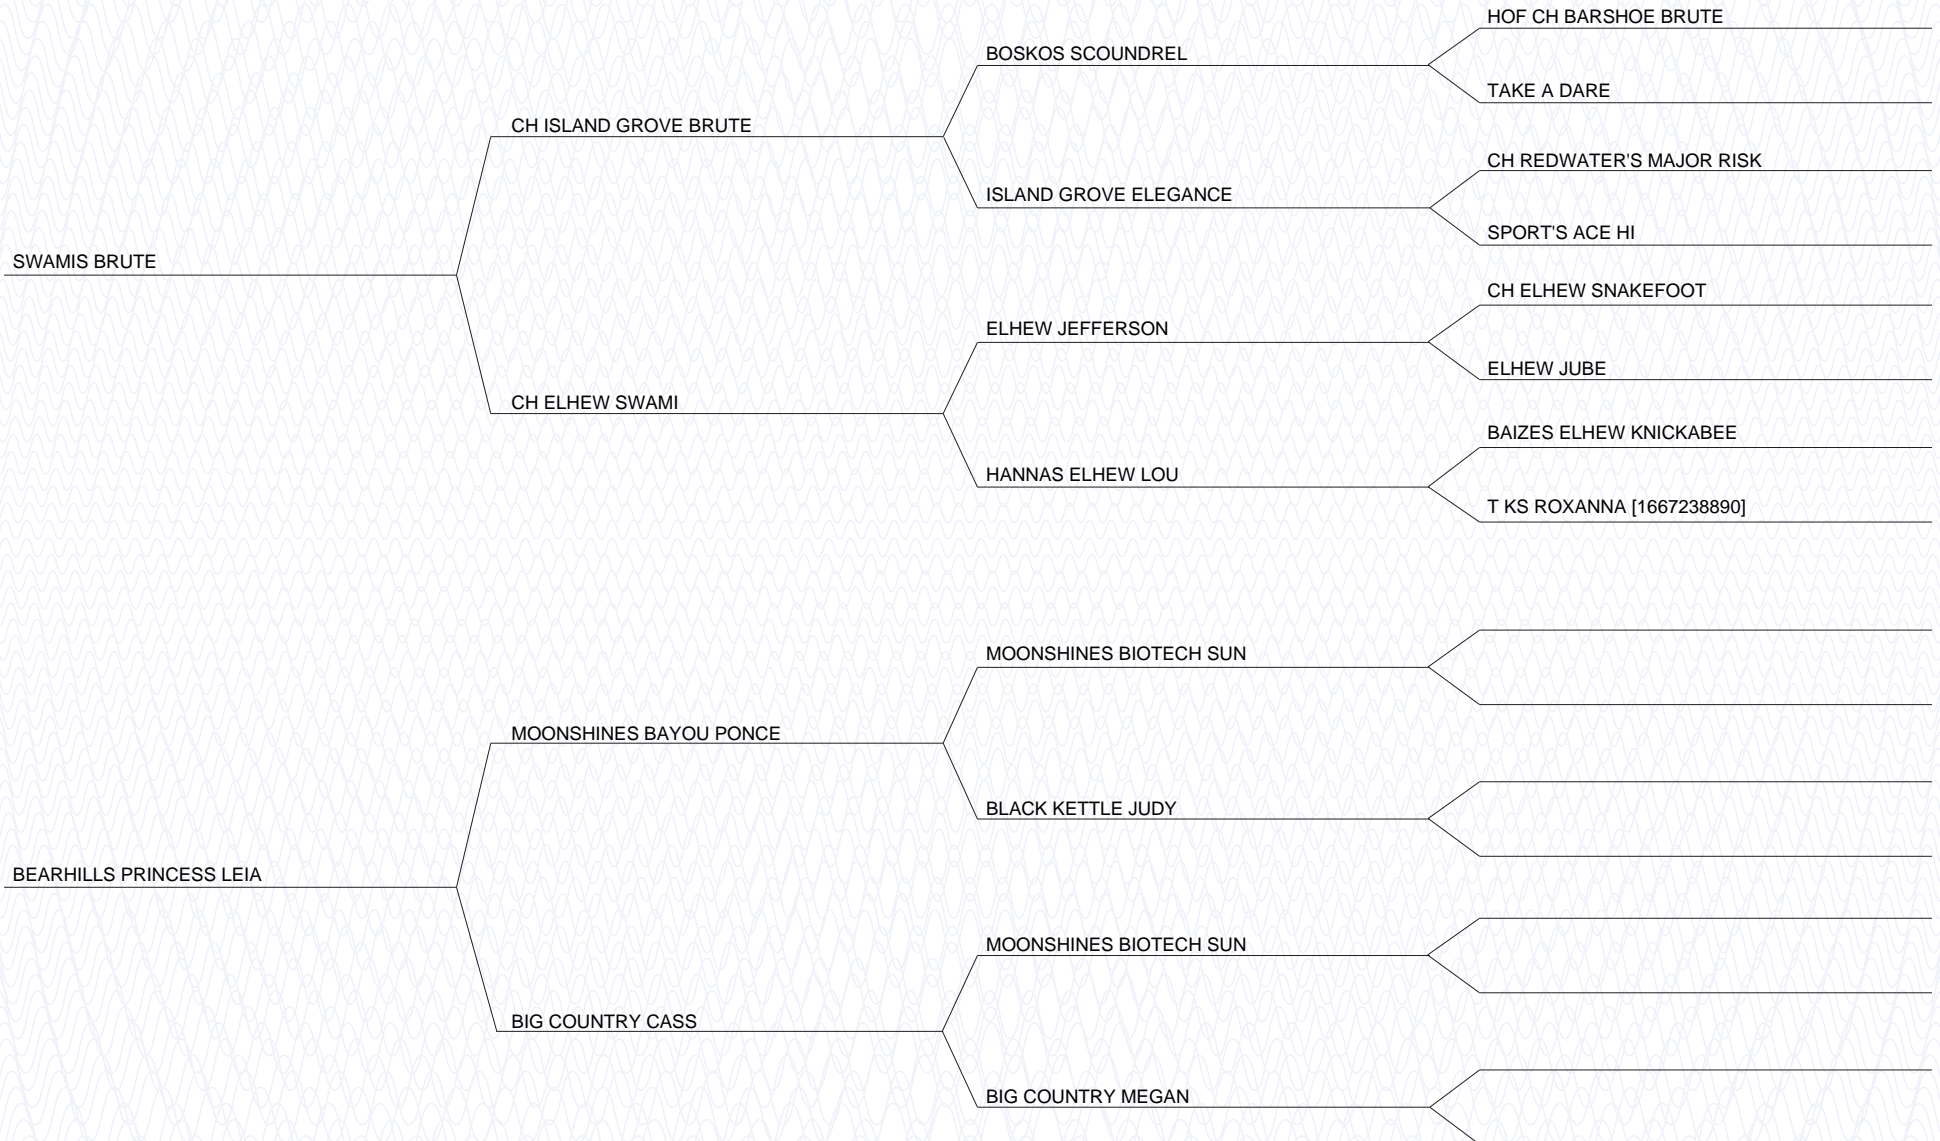 HOF CH BARSHOE BRUTE
BOSKOS SCOUNDREL
TAKE A DARE
CH ISLAND GROVE BRUTE
CH REDWATER'S MAJOR RISK
ISLAND GROVE ELEGANCE
SPORT'S ACE HI
SWAMIS BRUTE
CH ELHEW SNAKEFOOT
ELHEW JEFFERSON
ELHEW JUBE
CH ELHEW SWAMI
BAIZES ELHEW KNICKABEE
HANNAS ELHEW LOU
T KS ROXANNA [1667238890]
MOONSHINES BIOTECH SUN
MOONSHINES BAYOU PONCE
BLACK KETTLE JUDY
BEARHILLS PRINCESS LEIA
MOONSHINES BIOTECH SUN
BIG COUNTRY CASS
BIG COUNTRY MEGAN